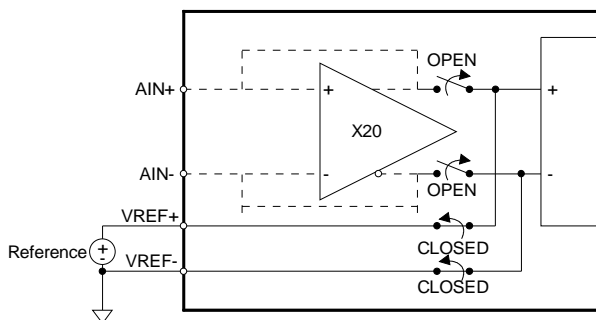 OPEN
AIN+
+
+
X20
AIN-
-
-
OPEN
VREF+
CLOSED
Reference
+
-
VREF-
CLOSED